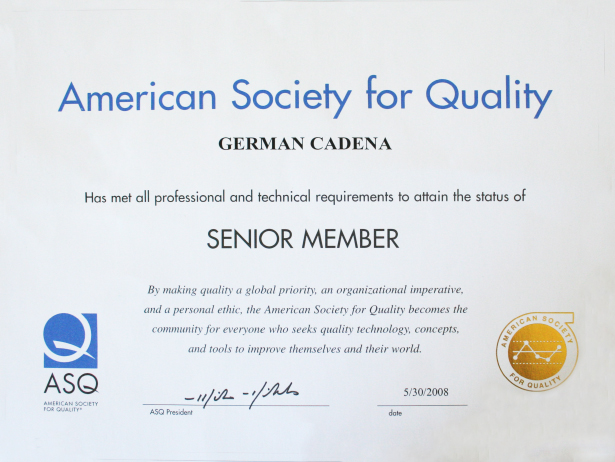 American Society for Quality
GERMAN CADENA
Has met all professional and technical requirements to attain the status of
SENIOR MEMBER
By making quality a global priority, an organizational imperative,
and a personal ethic, the American Society for Quality becomes the
community for everyone who seeks quality technology, concepts,
and tools to improve themselves and their world.
ASQ
AMERICAN SOCIETY
FOR QUALITY®
ASQ President
5/30/2008
date
AMERICAN SOCIETY
FOR QUALITY